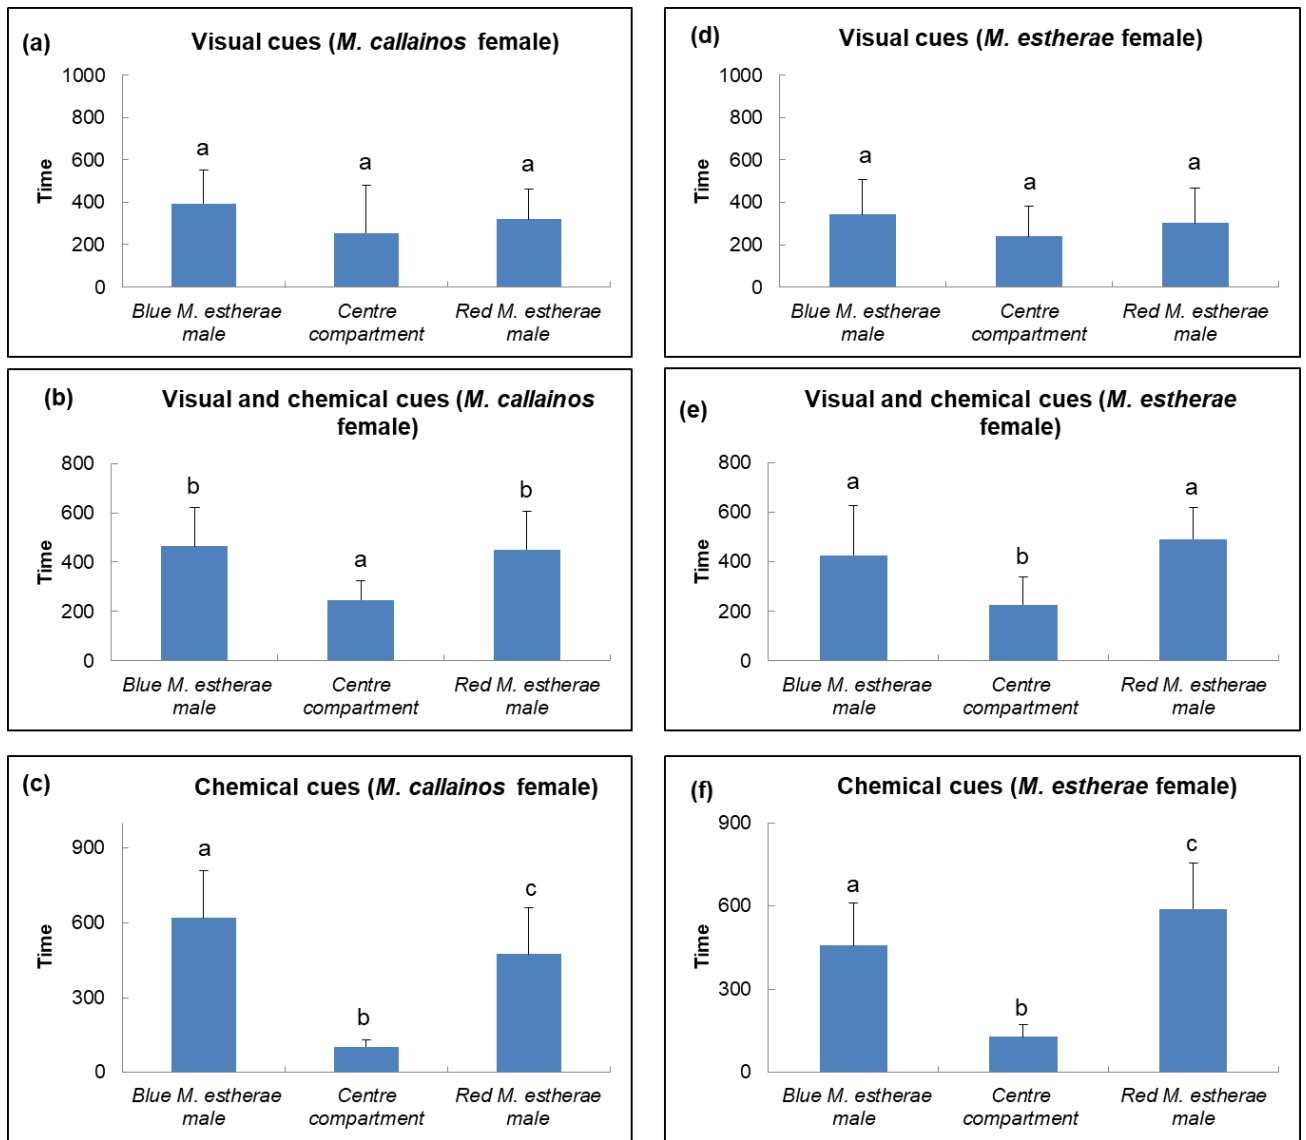 (a)
Visual cues (M. callainos female)
1000
800
600
400
200
0
Time
a
a
a
Blue M. estherae
male
Centre
compartment
Red M. estherae
male
(d)
Visual cues (M. estherae female)
1000
800
600
400
200
0
Time
a
a
a
Blue M. estherae
male
Centre
compartment
Red M. estherae
male
(b)
Visual and chemical cues (M. callainos
female)
800
600
400
200
0
Time
b
a
b
Blue M. estherae
male
Centre
compartment
Red M. estherae
male
(e)
Visual and chemical cues (M. estherae
female)
800
600
400
200
0
Time
a
b
a
Blue M. estherae
male
Centre
compartment
Red M. estherae
male
(c)
Chemical cues (M. callainos female)
900
600
300
0
Time
a
b
c
Blue M. estherae
male
Centre
compartment
Red M. estherae
male
(f)
Chemical cues (M. estherae female)
900
600
300
0
Time
a
b
c
Blue M. estherae
male
Centre
compartment
Red M. estherae
male